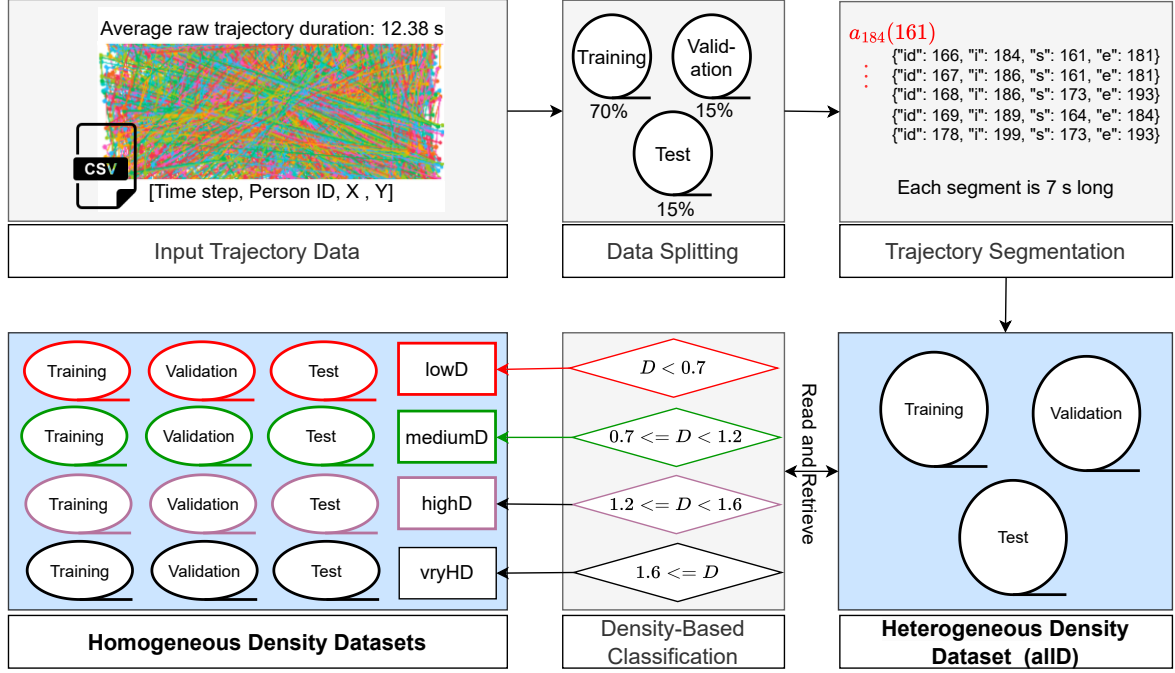 Average raw trajectory duration: 12.38 s
CSV
[Time step, Person ID, X , Y]
Input Trajectory Data
Training
70%
Valid-
ation
15%
Test
15%
Data Splitting
a184(161)
{"id": 166, "i": 184, "s": 161, "e": 181}
{"id": 167, "i": 186, "s": 161, "e": 181}
{"id": 168, "i": 186, "s": 173, "e": 193}
{"id": 169, "i": 189, "s": 164, "e": 184}
{"id": 178, "i": 199, "s": 173, "e": 193}
Each segment is 7 s long
Trajectory Segmentation
Training Validation Test lowD
Training Validation Test mediumD
Training Validation Test highD
Training Validation Test vryHD
Homogeneous Density Datasets
D < 0.7
0.7 <= D < 1.2
1.2 <= D < 1.6
1.6 <= D
Density-Based
Classification
Read and Retrieve
Training
Validation
Test
Heterogeneous Density
Dataset (allD)